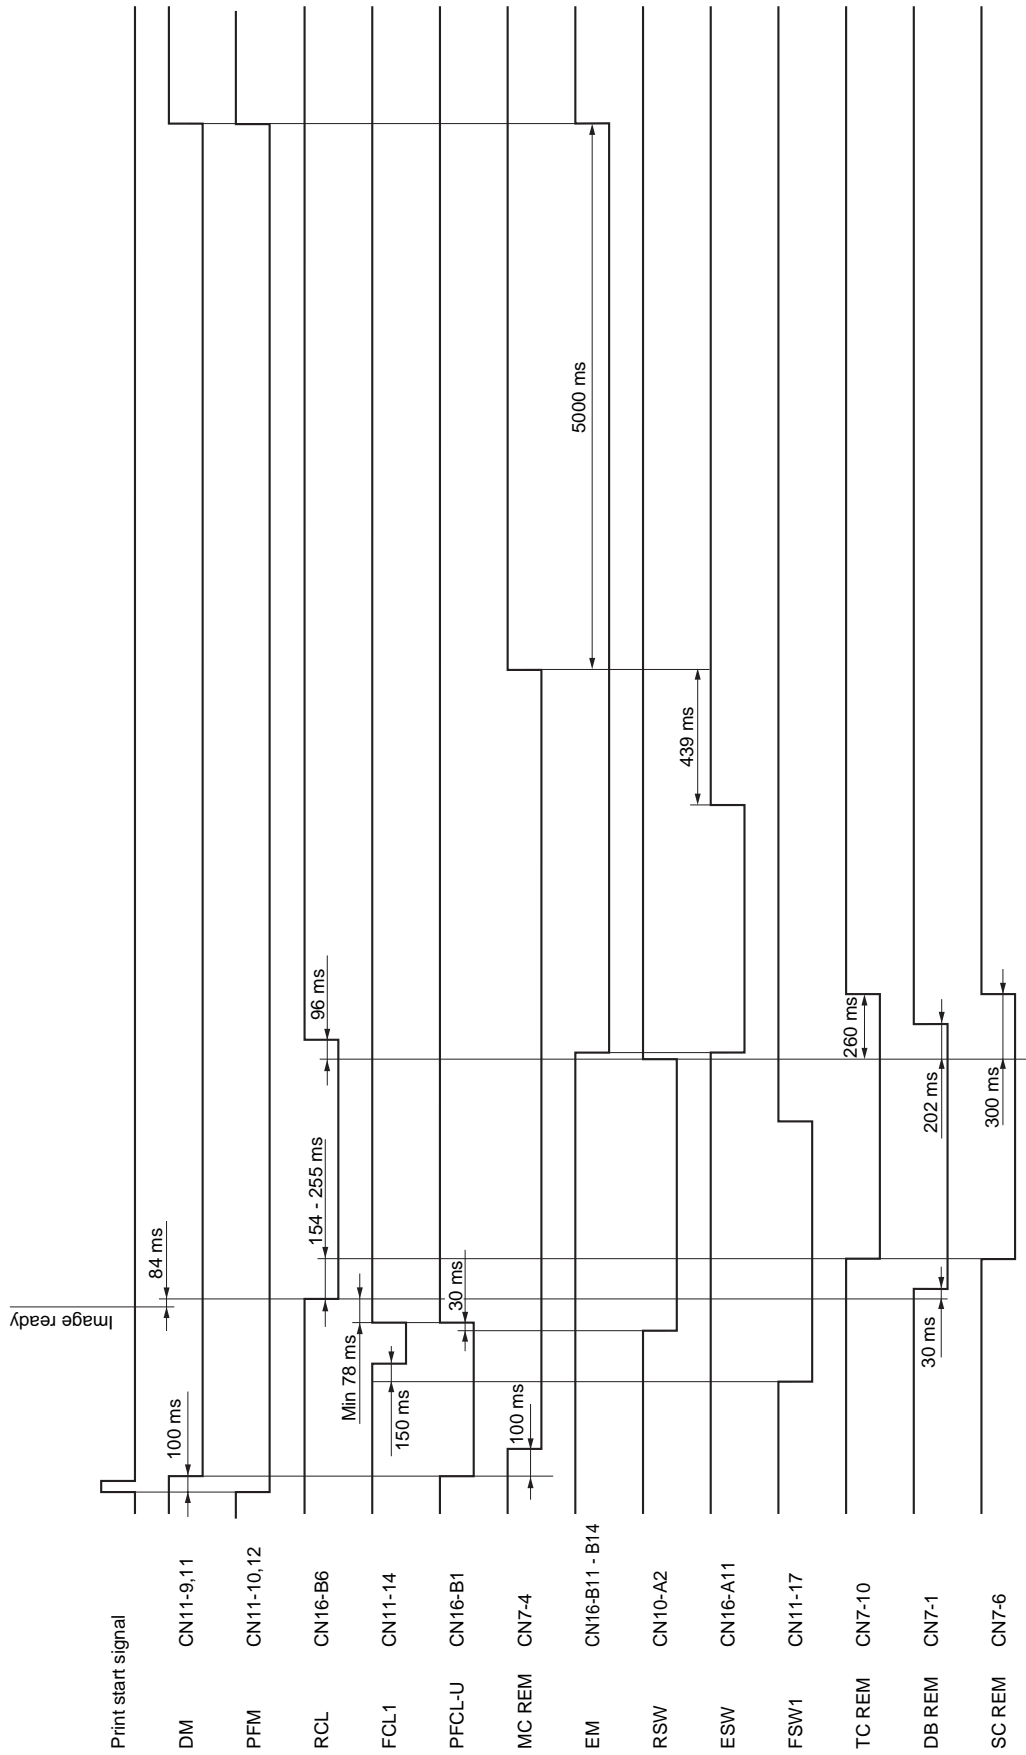 Print start signal
DM CN11-9,11
PFM CN11-10,12
RCL CN16-B6
FCL1 CN11-14
PFCL-U CN16-B1
MC REM CN7-4
EM CN16-B11 - B14
RSW CN10-A2
ESW CN16-A11
FSW1 CN11-17
TC REM CN7-10
DB REM CN7-1
SC REM CN7-6
Image ready
100 ms
84 ms
154 - 255 ms
96 ms
Min 78 ms
150 ms
30 ms
100 ms
5000 ms
439 ms
260 ms
30 ms
202 ms
300 ms